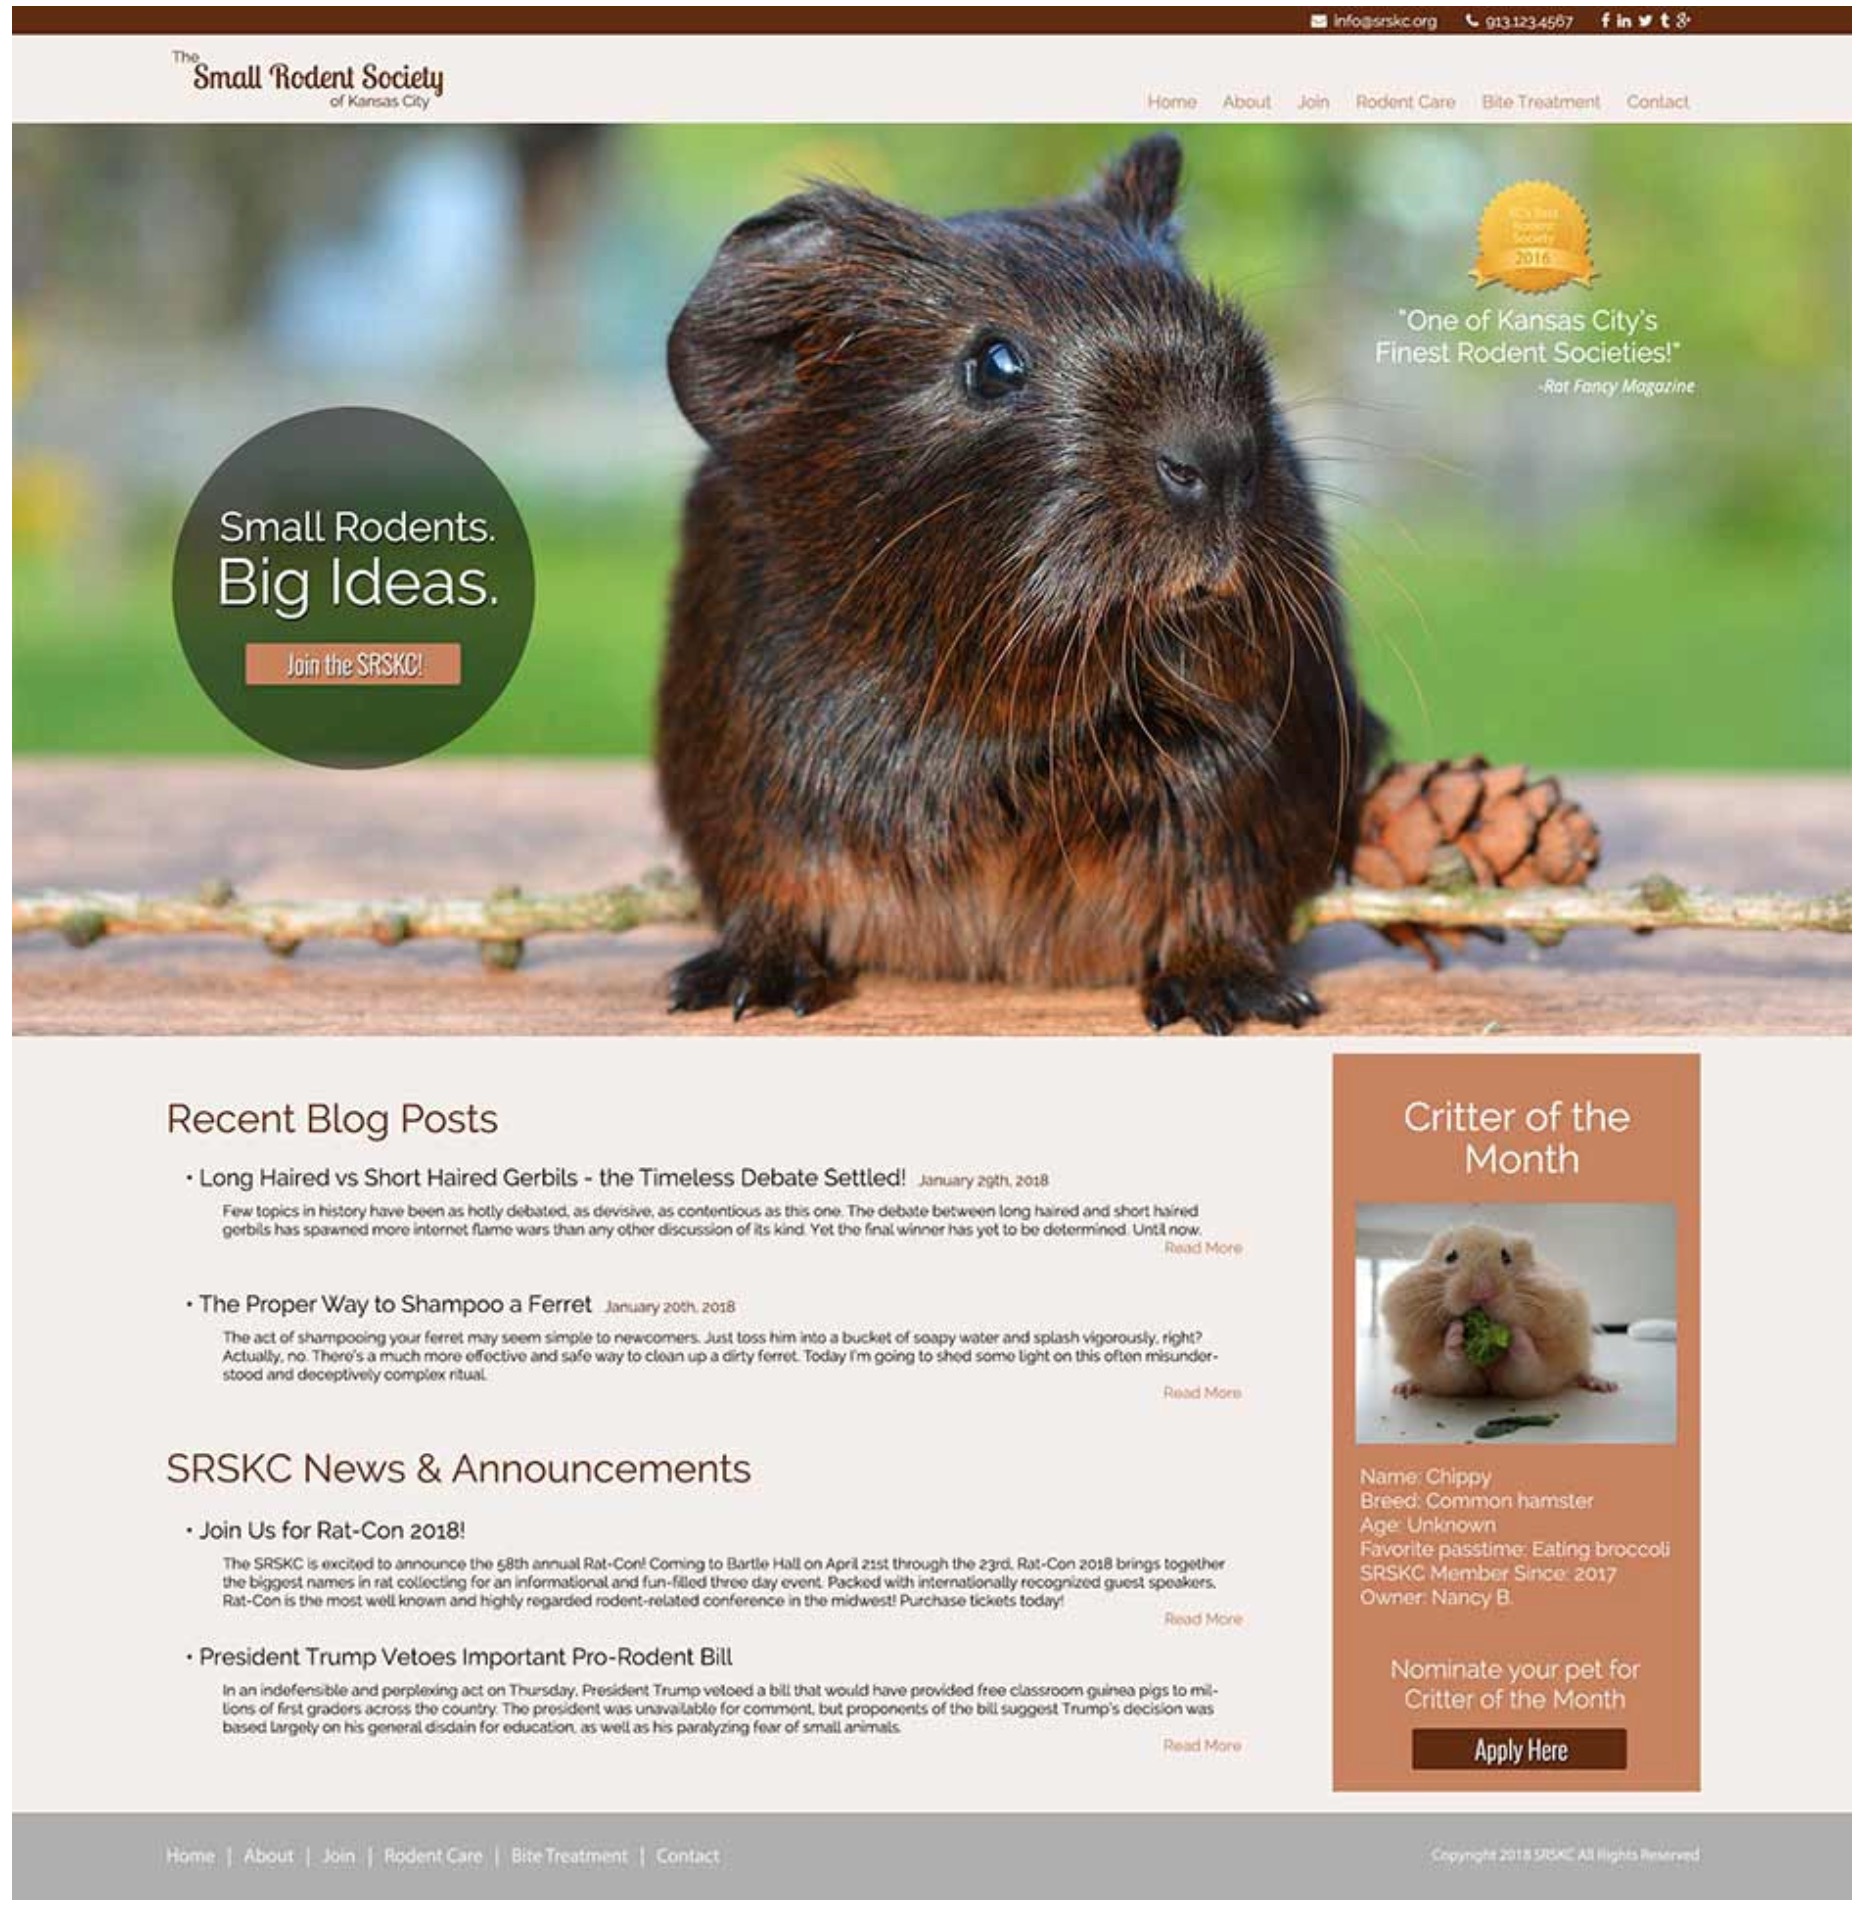 info@srskc.org 913.123.4567
The
Small Rodent Society
of Kansas City
Home About Join Rodent Care Bite Treatment Contact
KC's Best
Rodent
Society
2016
"One of Kansas City's
Finest Rodent Societies!"
-Rat Fancy Magazine
Small Rodents.
Big Ideas.
Join the SRSKC!
Recent Blog Posts
• Long Haired vs Short Haired Gerbils - the Timeless Debate Settled! January 29th, 2018
Few topics in history have been as hotly debated, as devisive, as contentious as this one. The debate between long haired and short haired
gerbils has spawned more internet flame wars than any other discussion of its kind. Yet the final winner has yet to be determined. Until now.
Read More
• The Proper Way to Shampoo a Ferret January 20th, 2018
The act of shampooing your ferret may seem simple to newcomers. Just toss him into a bucket of soapy water and splash vigorously, right?
Actually, no. There's a much more effective and safe way to clean up a dirty ferret. Today I'm going to shed some light on this often misunder-
stood and deceptively complex ritual.
Read More
SRSKC News & Announcements
• Join Us for Rat-Con 2018!
The SRSKC is excited to announce the 58th annual Rat-Con! Coming to Bartle Hall on April 21st through the 23rd, Rat-Con 2018 brings together
the biggest names in rat collecting for an informational and fun-filled three day event. Packed with internationally recognized guest speakers,
Rat-Con is the most well known and highly regarded rodent-related conference in the midwest! Purchase tickets today!
Read More
• President Trump Vetoes Important Pro-Rodent Bill
In an indefensible and perplexing act on Thursday, President Trump vetoed a bill that would have provided free classroom guinea pigs to mil-
lions of first graders across the country. The president was unavailable for comment, but proponents of the bill suggest Trump's decision was
based largely on his general disdain for education, as well as his paralyzing fear of small animals.
Read More
Critter of the
Month
Name: Chippy
Breed: Common hamster
Age: Unknown
Favorite passtime: Eating broccoli
SRSKC Member Since: 2017
Owner: Nancy B.
Nominate your pet for
Critter of the Month
Apply Here
Home | About | Join | Rodent Care | Bite Treatment | Contact
Copyright 2018 SRSKC All Rights Reserved